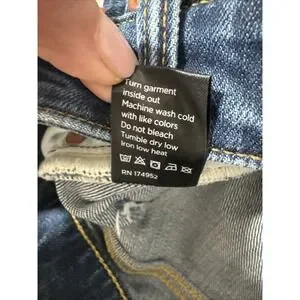 Turn garment
inside out
Machine wash cold
with like colors
Do not bleach
Tumble dry low
Iron low heat
RN 174952